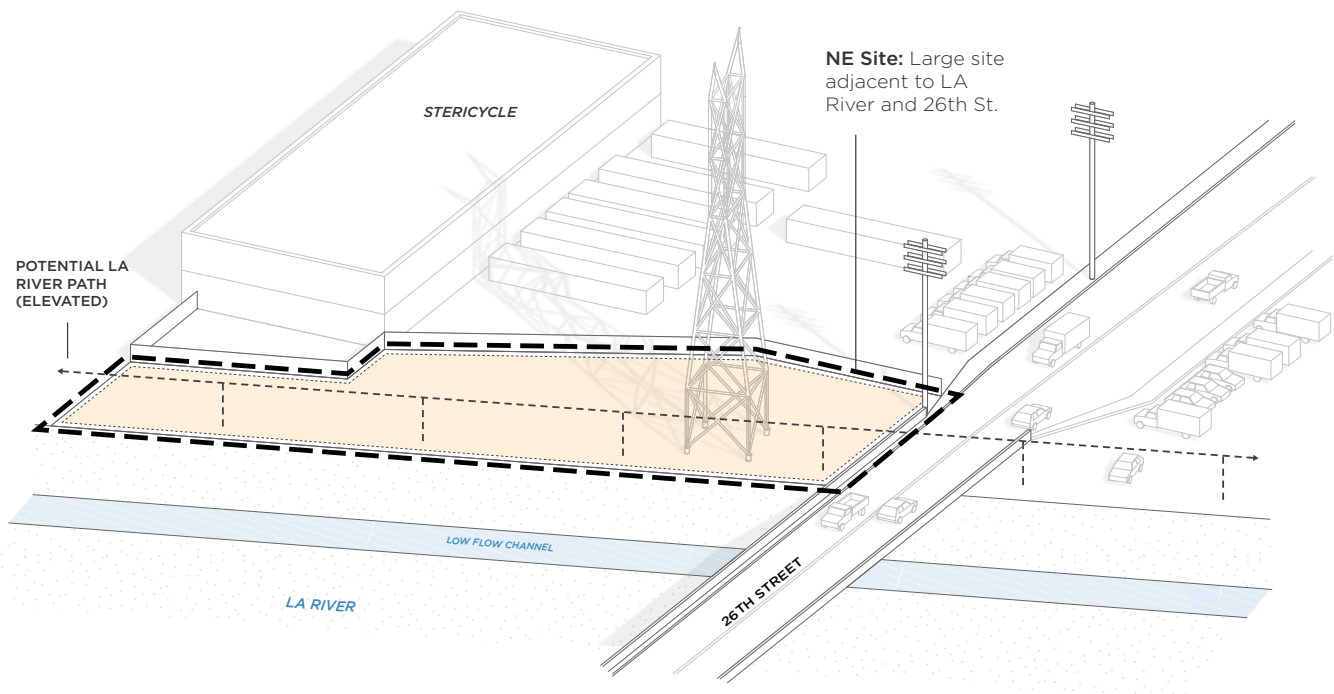 NE Site: Large site
adjacent to LA
River and 26th St.
STERICYCLE
POTENTIAL LA
RIVER PATH
(ELEVATED)
LOW FLOW CHANNEL
LA RIVER
26TH STREET